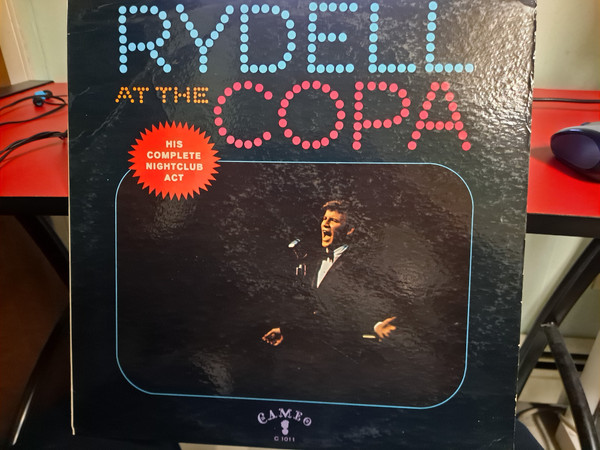 RYDELL
AT THE COPA
HIS
COMPLETE
NIGHTCLUB
ACT
CAMEO
C 1011